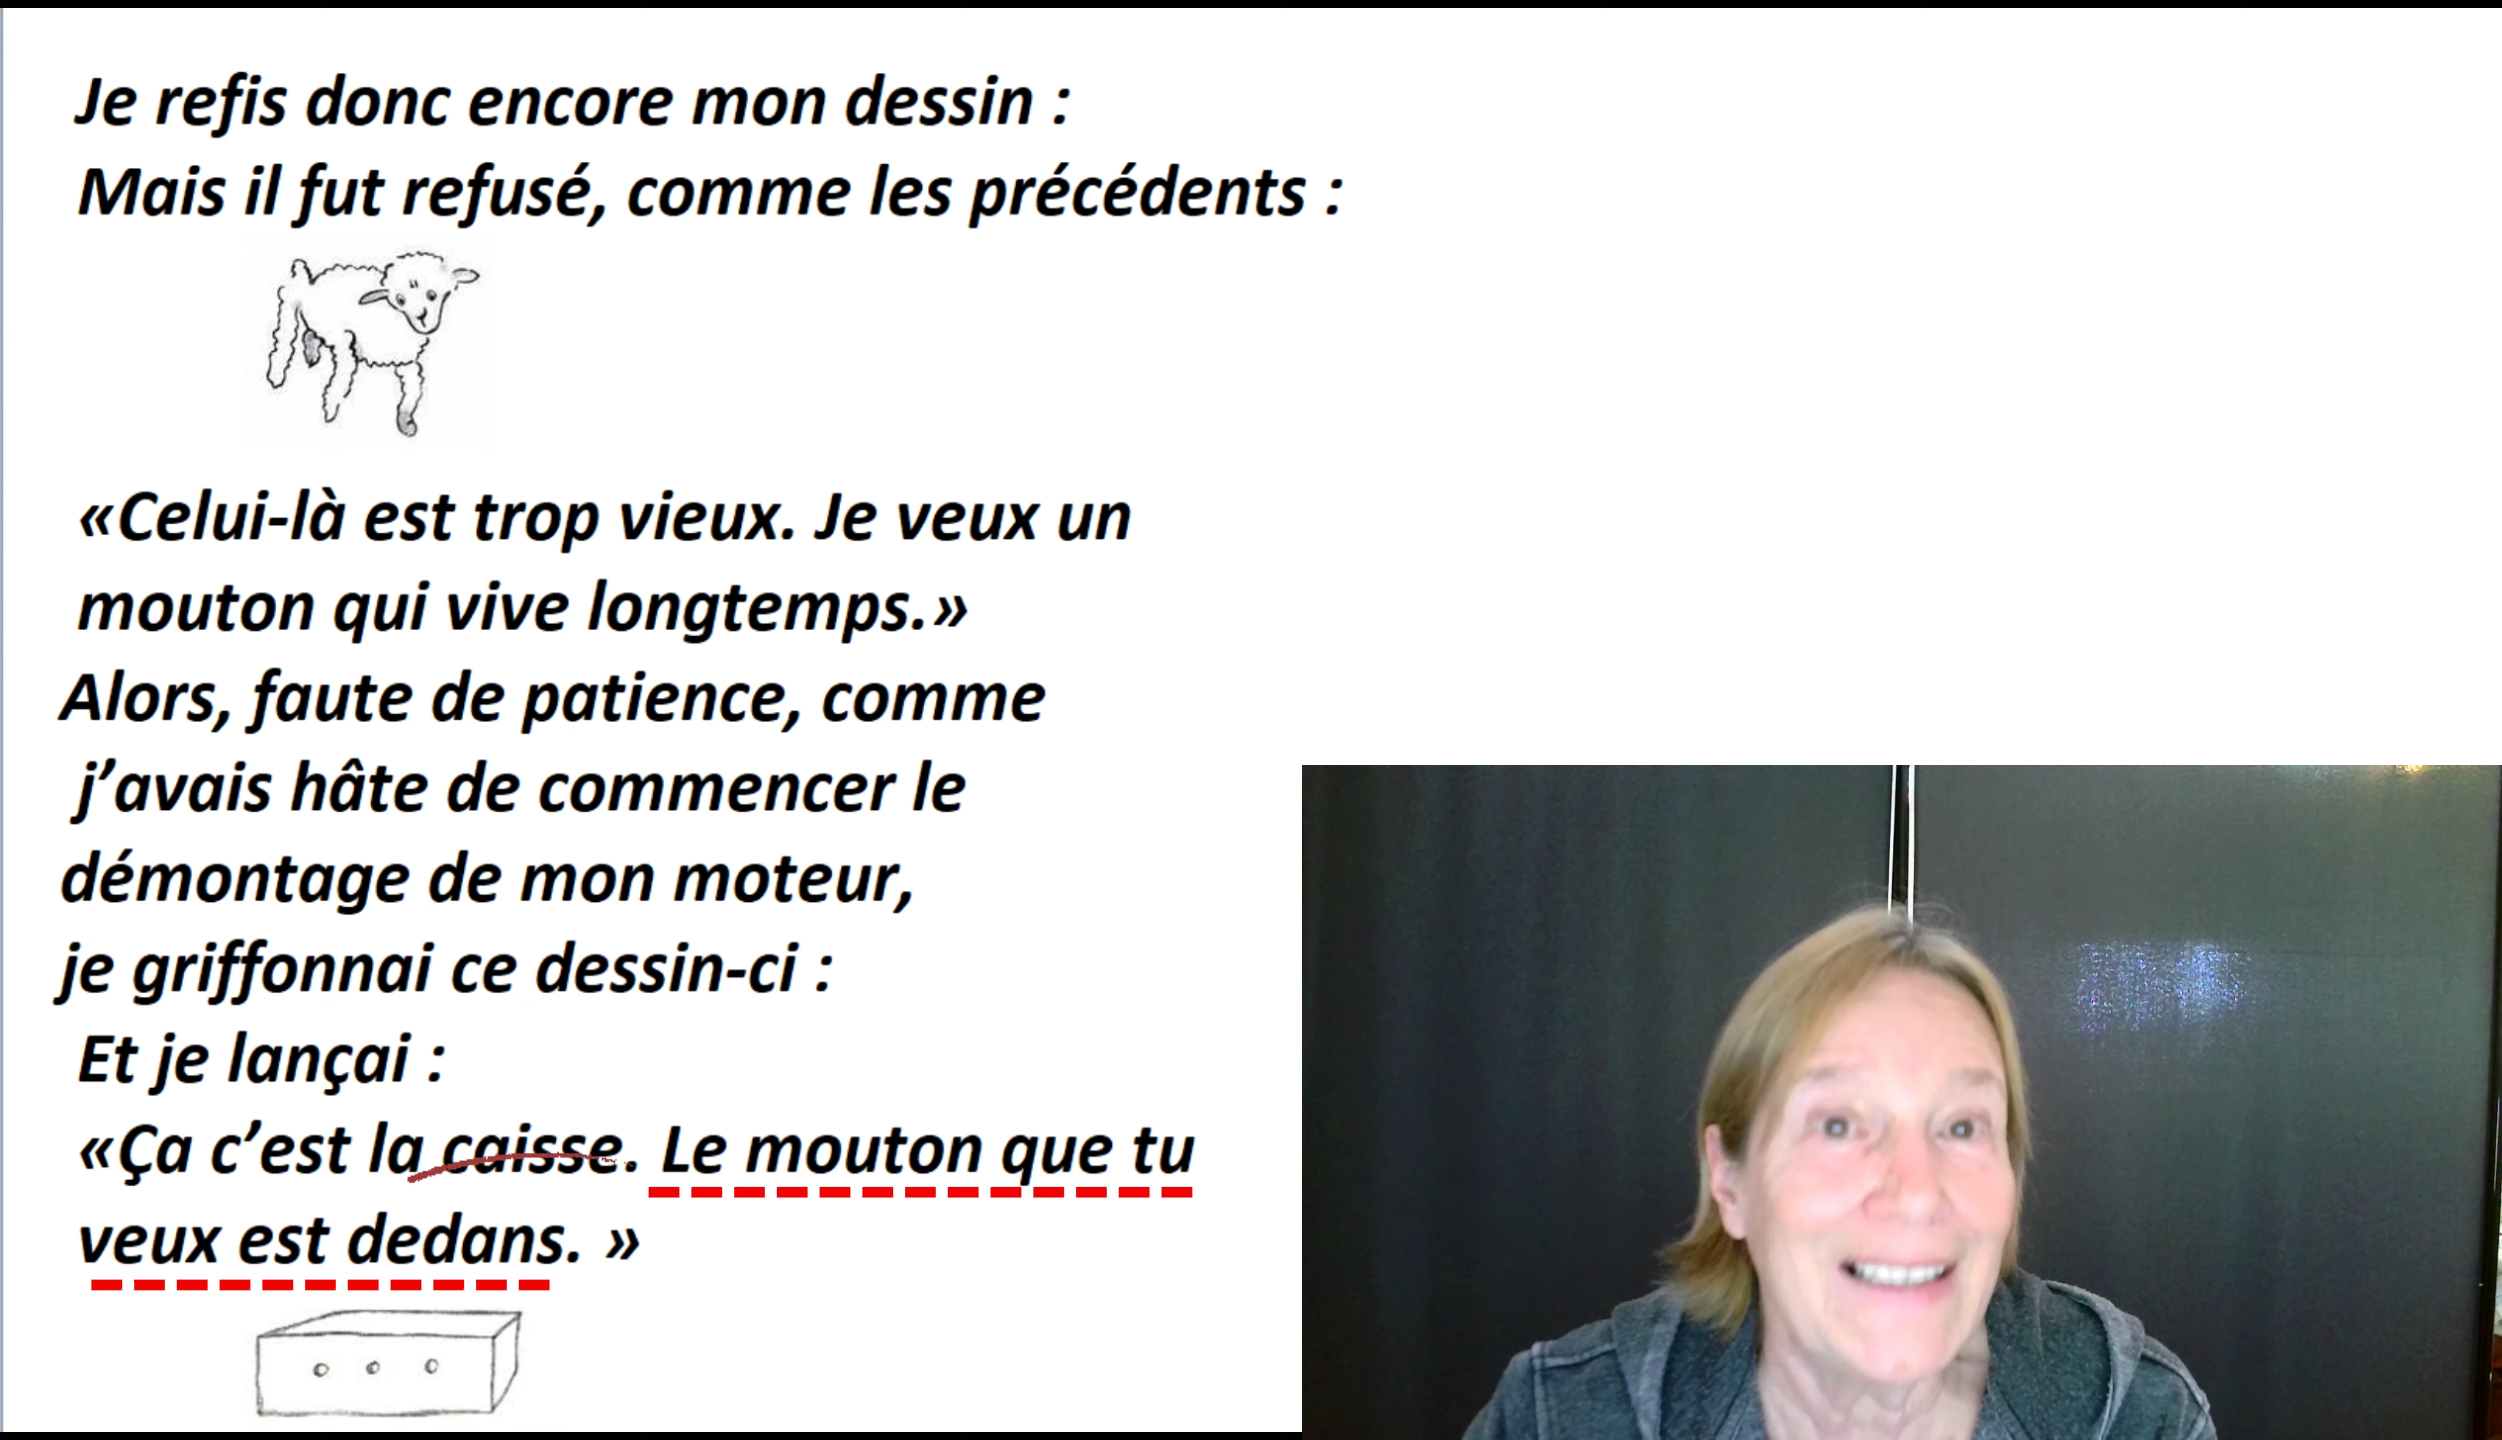 Je refis donc encore mon dessin :
Mais il fut refusé, comme les précédents :
«Celui-là est trop vieux. Je veux un
mouton qui vive longtemps.»
Alors, faute de patience, comme
j’avais hâte de commencer le
démontage de mon moteur,
je griffonnai ce dessin-ci :
Et je lançai :
«Ça c’est la caisse. Le mouton que tu
veux est dedans. »